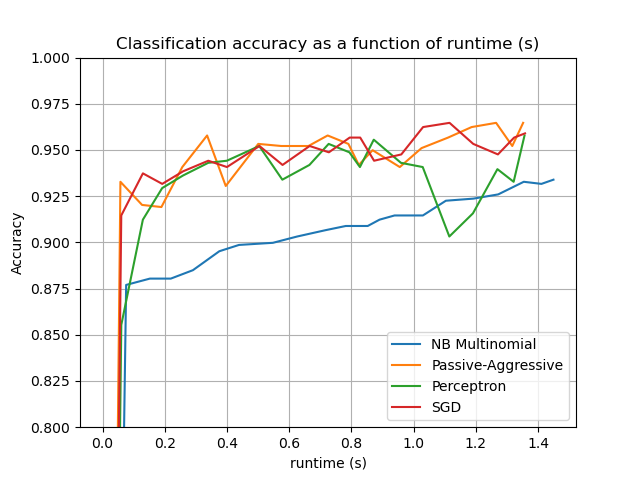 Classification accuracy as a function of runtime (s)
1.000
0.975
0.950
0.925
0.900
0.875
0.850
0.825
0.800
Accuracy
0.0 0.2 0.4 0.6 0.8 1.0 1.2 1.4
runtime (s)
NB Multinomial
Passive-Aggressive
Perceptron
SGD